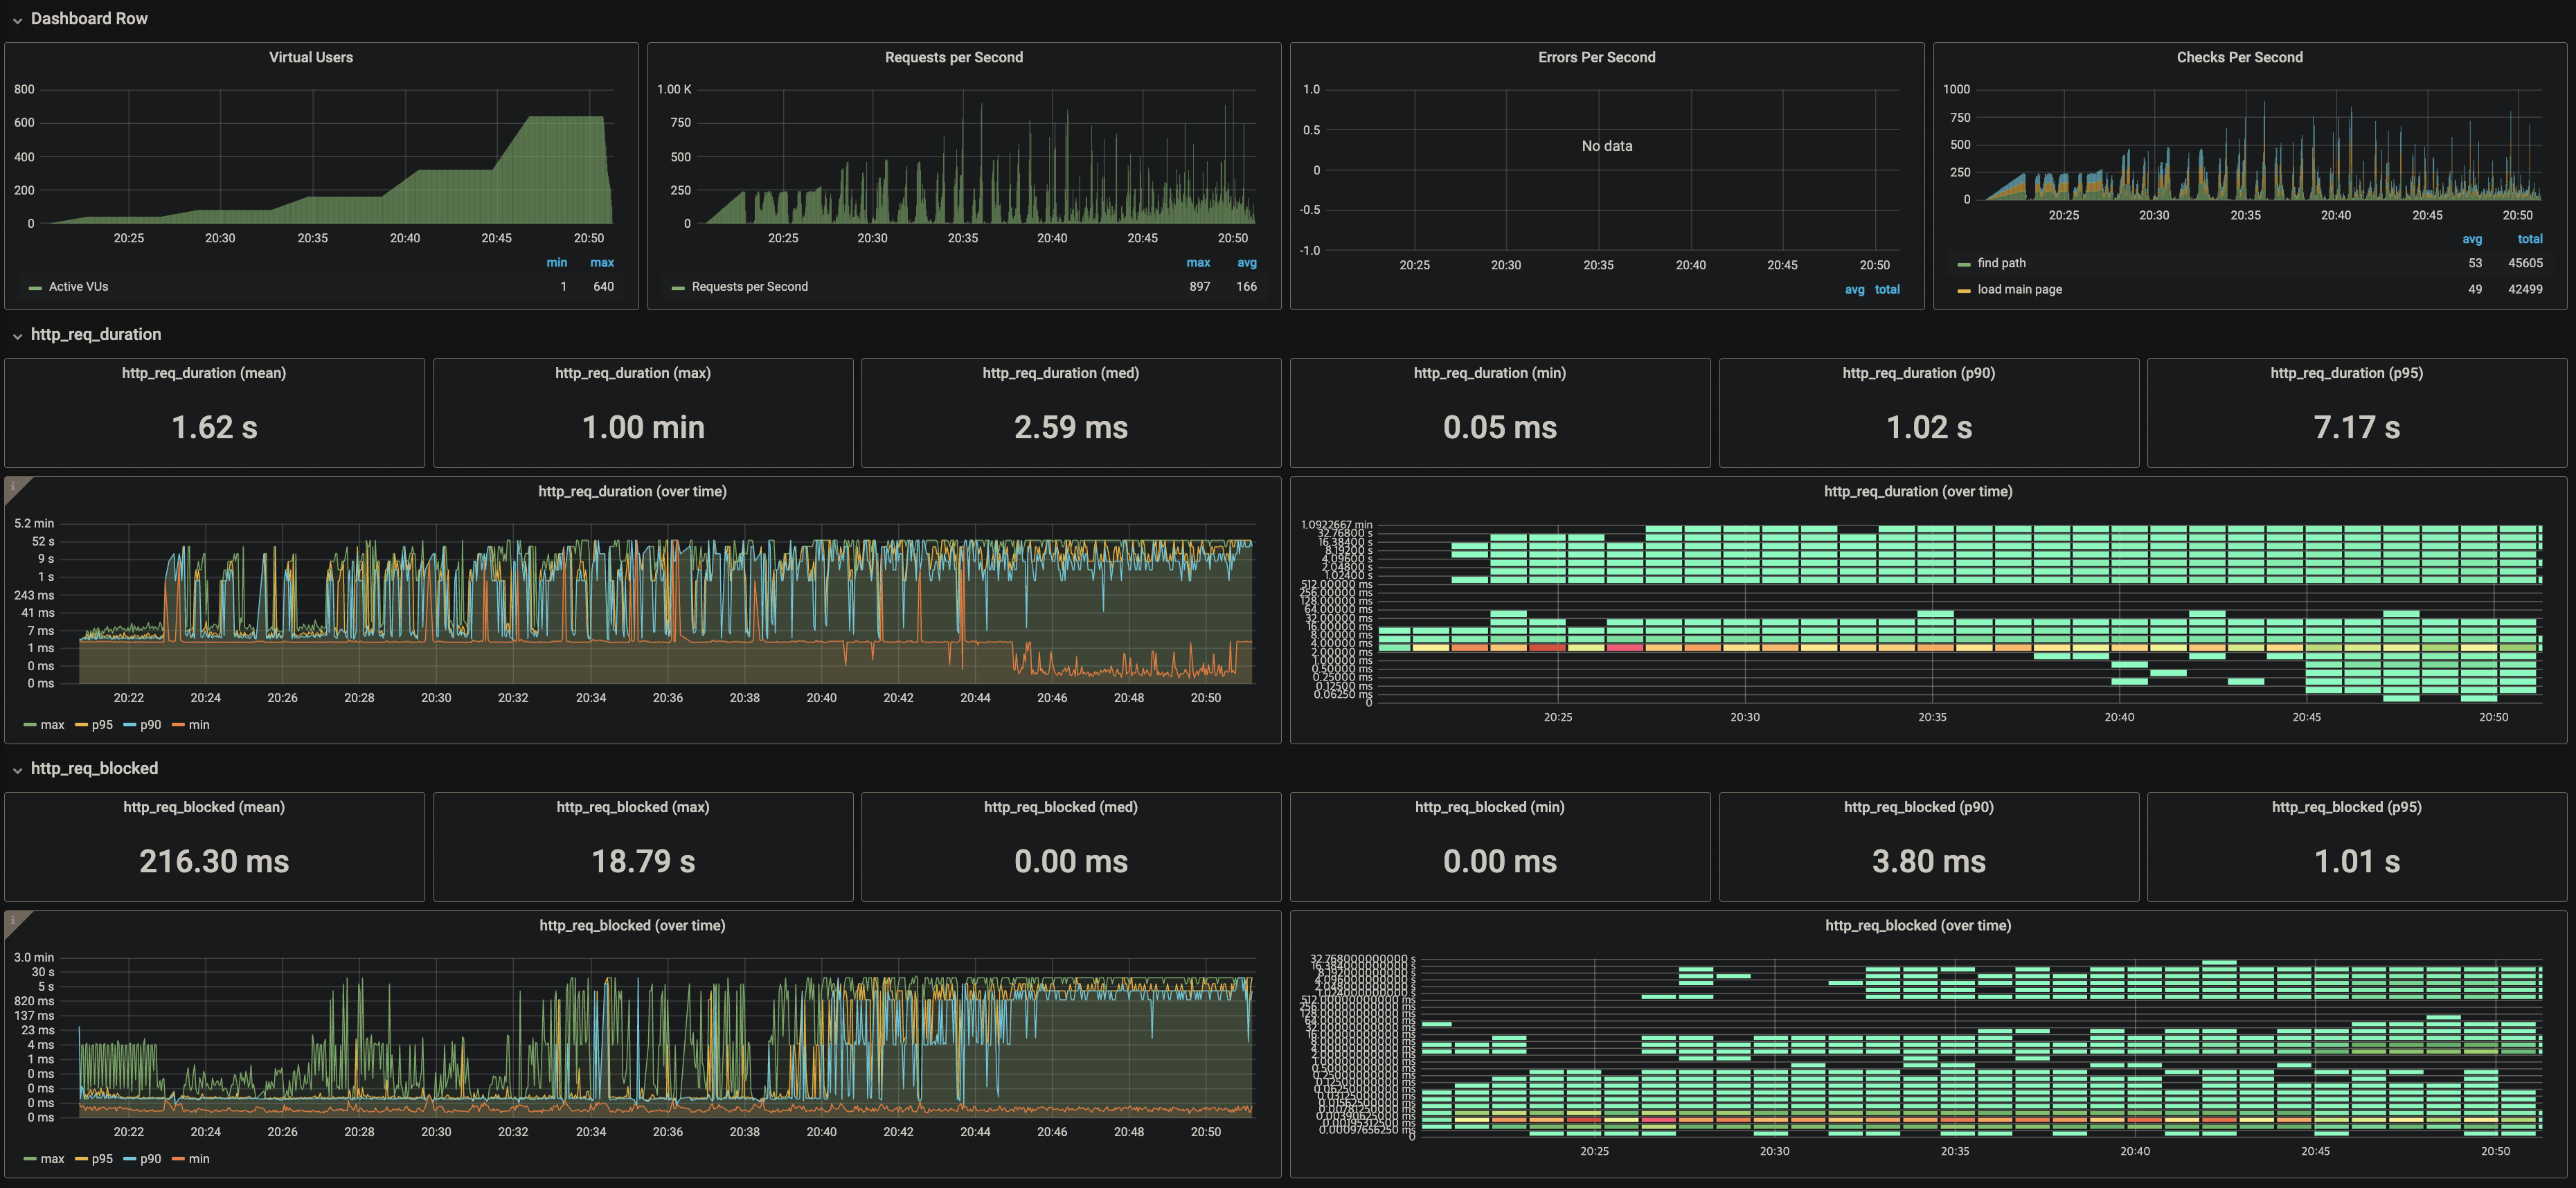 Dashboard Row
Virtual Users
800
600
400
200
0
20:25 20:30 20:35 20:40 20:45 20:50
min max
Active VUs 1 640
Requests per Second
1.00 K
750
500
250
0
20:25 20:30 20:35 20:40 20:45 20:50
max avg
Requests per Second 897 166
Errors Per Second
1.0
0.5
0
-0.5
-1.0
No data
20:25 20:30 20:35 20:40 20:45 20:50
avg total
Checks Per Second
1000
750
500
250
0
20:25 20:30 20:35 20:40 20:45 20:50
avg total
find path 53 45605
load main page 49 42499
http_req_duration
http_req_duration (mean)
1.62 s
http_req_duration (max)
1.00 min
http_req_duration (med)
2.59 ms
http_req_duration (min)
0.05 ms
http_req_duration (p90)
1.02 s
http_req_duration (p95)
7.17 s
i
http_req_duration (over time)
5.2 min
52 s
9 s
1 s
243 ms
41 ms
7 ms
1 ms
0 ms
0 ms
20:22 20:24 20:26 20:28 20:30 20:32 20:34 20:36 20:38 20:40 20:42 20:44 20:46 20:48 20:50
max p95 p90 min
http_req_duration (over time)
1.0922667 min
32.76800 s
16.38400 s
8.19200 s
4.09600 s
2.04800 s
1.02400 s
512.00000 ms
256.00000 ms
128.00000 ms
64.00000 ms
32.00000 ms
16.00000 ms
8.00000 ms
4.00000 ms
2.00000 ms
1.00000 ms
0.50000 ms
0.25000 ms
0.12500 ms
0.06250 ms
0
20:25 20:30 20:35 20:40 20:45 20:50
http_req_blocked
http_req_blocked (mean)
216.30 ms
http_req_blocked (max)
18.79 s
http_req_blocked (med)
0.00 ms
http_req_blocked (min)
0.00 ms
http_req_blocked (p90)
3.80 ms
http_req_blocked (p95)
1.01 s
i
http_req_blocked (over time)
3.0 min
30 s
5 s
820 ms
137 ms
23 ms
4 ms
1 ms
0 ms
0 ms
0 ms
0 ms
20:22 20:24 20:26 20:28 20:30 20:32 20:34 20:36 20:38 20:40 20:42 20:44 20:46 20:48 20:50
max p95 p90 min
http_req_blocked (over time)
32.768000000000 s
0.00097656250 ms
0
20:25 20:30 20:35 20:40 20:45 20:50